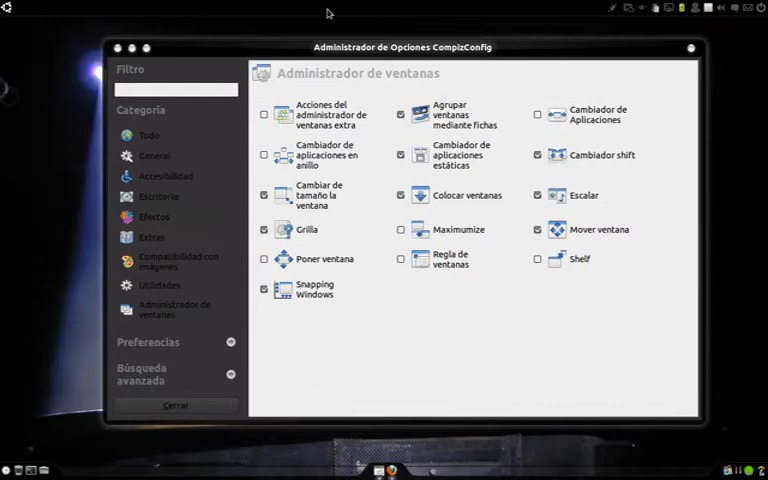 Administrador de Opciones CompizConfig
Filtro
Categoría
Todo
General
Accesibilidad
Escritorio
Efectos
Extras
Compatibilidad con
imágenes
Utilidades
Administrador de
ventanas
Preferencias
Búsqueda
avanzada
Cerrar
Administrador de ventanas
Acciones del
administrador de
ventanas extra
Agrupar
ventanas
mediante fichas
Cambiador de
Aplicaciones
Cambiador de
aplicaciones en
anillo
Cambiador de
aplicaciones
estáticas
Cambiador shift
Cambiar de
tamaño la
ventana
Colocar ventanas
Escalar
Grilla
Maximumize
Mover ventana
Poner ventana
Regla de
ventanas
Shelf
Snapping
Windows